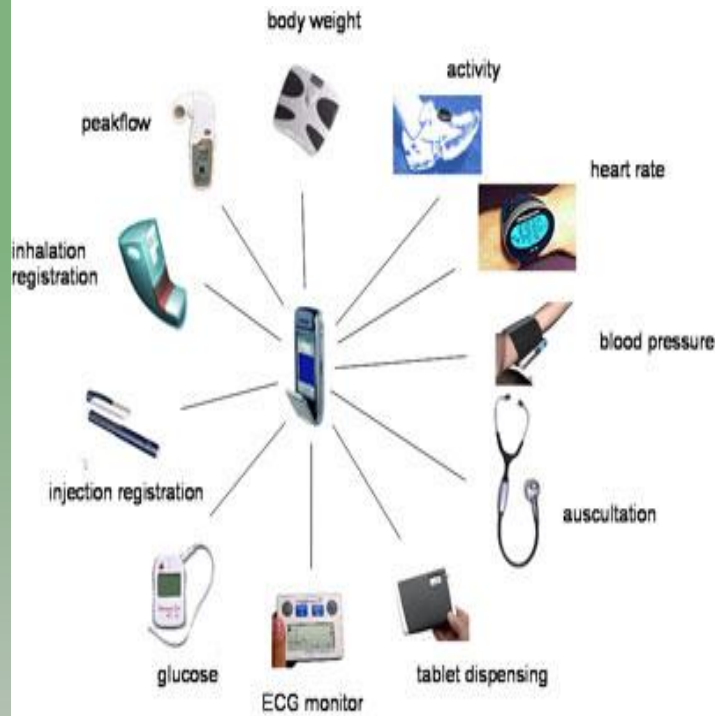 body weight
activity
peakflow
heart rate
inhalation
registration
blood pressure
injection registration
auscultation
glucose
tablet dispensing
ECG monitor